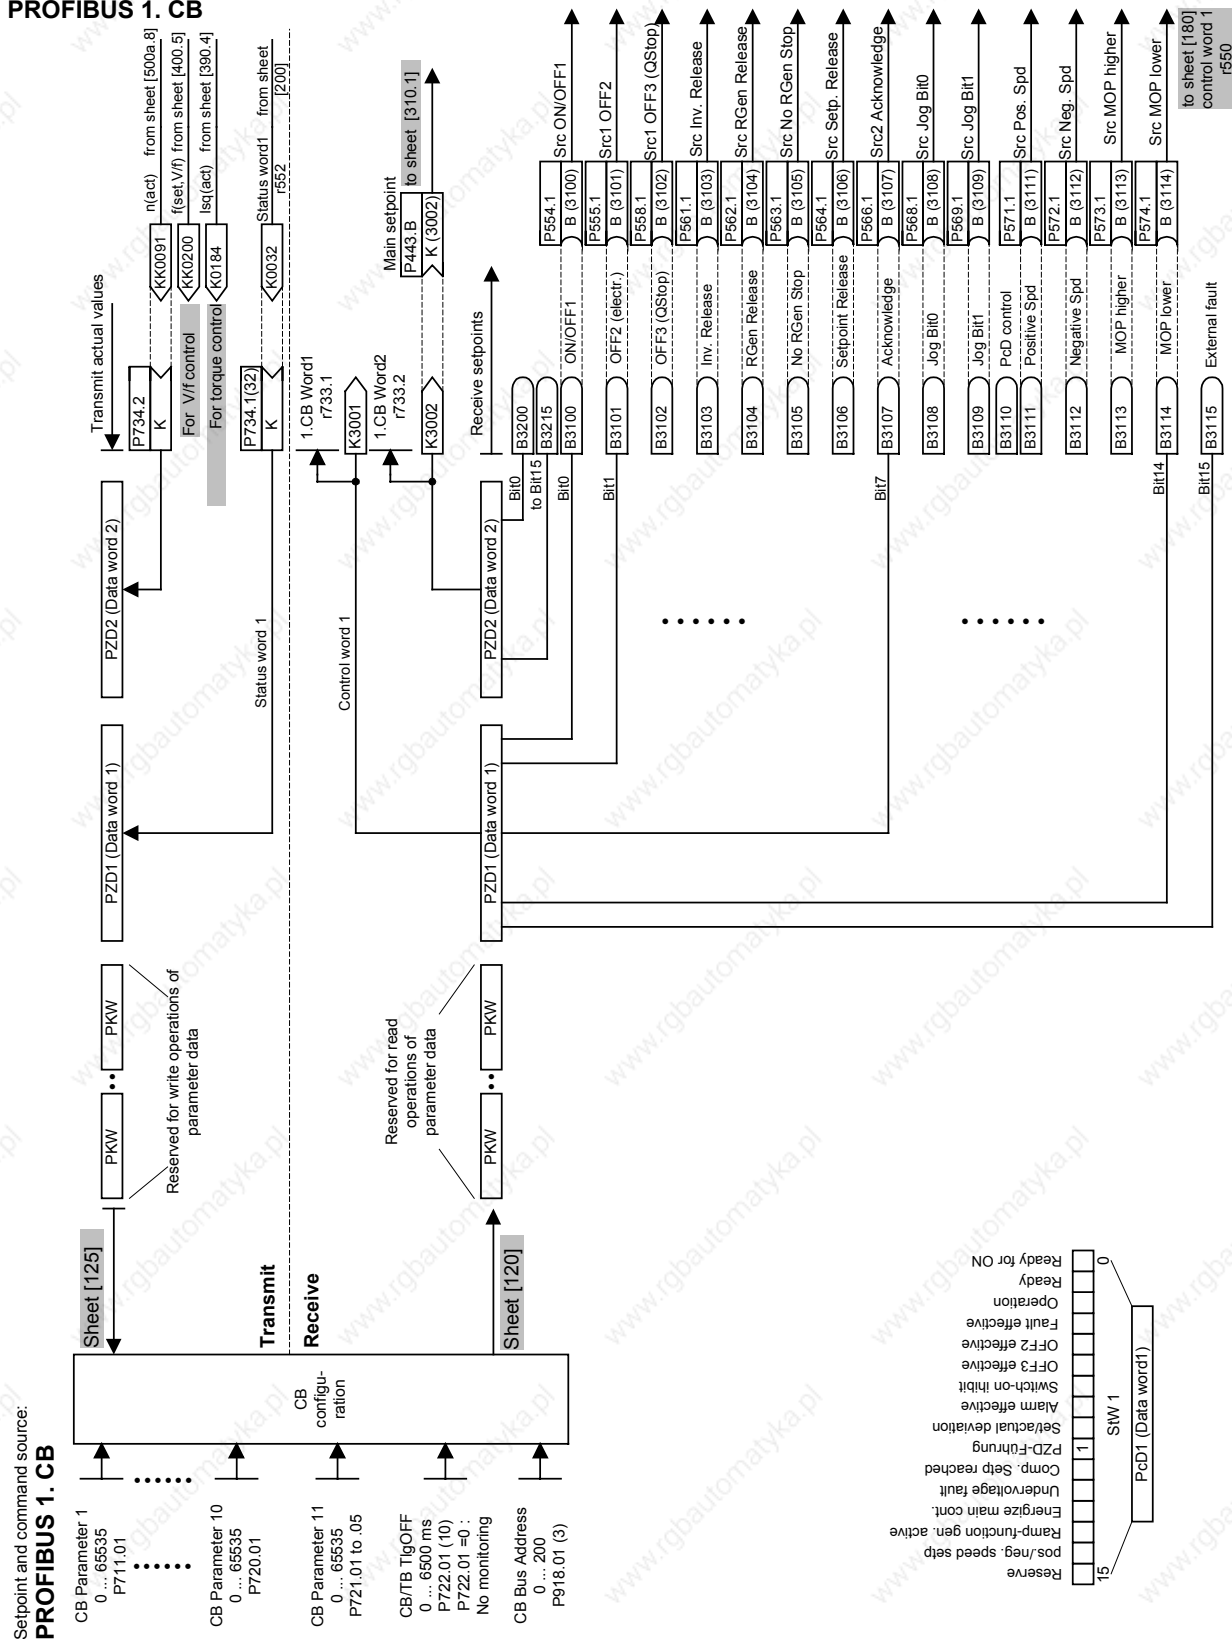 PROFIBUS 1. CB
Setpoint and command source:
PROFIBUS 1. CB
CB Parameter 1
0 ... 65535
P711.01
CB Parameter 10
0 ... 65535
P720.01
CB Parameter 11
0 ... 65535
P721.01 to .05
CB/TB TlgOFF
0 ... 6500 ms
P722.01 (10)
P722.01 =0 :
No monitoring
CB Bus Address
0 ... 200
P918.01 (3)
CB
configu-
ration
Sheet [125]
Transmit
Receive
Sheet [120]
PKW
PKW
Reserved for write operations of
parameter data
PZD1 (Data word 1)
PZD2 (Data word 2)
Transmit actual values
P734.2
K
KK0091
n(act) from sheet [500a.8]
For V/f control
KK0200
f(set,V/f) from sheet [400.5]
For torque control
K0184
Isq(act) from sheet [390.4]
Status word 1
P734.1(32)
K
K0032
Status word1 from sheet
r552 [200]
Control word 1
1.CB Word1
r733.1
K3001
1.CB Word2
r733.2
K3002
Main setpoint
P443.B
K (3002)
to sheet [310.1]
Reserved for read
operations of
parameter data
PKW
PKW
PZD1 (Data word 1)
PZD2 (Data word 2)
Receive setpoints
Bit0
to Bit15
B3200
B3215
Bit0
B3100
ON/OFF1
P554.1
B (3100)
Src ON/OFF1
Bit1
B3101
OFF2 (electr.)
P555.1
B (3101)
Src1 OFF2
B3102
OFF3 (QStop)
P558.1
B (3102)
Src1 OFF3 (QStop)
B3103
Inv. Release
P561.1
B (3103)
Src Inv. Release
B3104
RGen Release
P562.1
B (3104)
Src RGen Release
B3105
No RGen Stop
P563.1
B (3105)
Src No RGen Stop
B3106
Setpoint Release
P564.1
B (3106)
Src Setp. Release
Bit7
B3107
Acknowledge
P566.1
B (3107)
Src2 Acknowledge
B3108
Jog Bit0
P568.1
B (3108)
Src Jog Bit0
B3109
Jog Bit1
P569.1
B (3109)
Src Jog Bit1
B3110
PcD control
B3111
Positive Spd
P571.1
B (3111)
Src Pos. Spd
B3112
Negative Spd
P572.1
B (3112)
Src Neg. Spd
B3113
MOP higher
P573.1
B (3113)
Src MOP higher
Bit14
B3114
MOP lower
P574.1
B (3114)
Src MOP lower
Bit15
B3115
External fault
to sheet [180]
control word 1
r550
Ready for ON
Ready
Operation
Fault effective
OFF2 effective
OFF3 effective
Switch-on ihibit
Alarm effective
Set/actual deviation
PZD-Führung
Comp. Setp reached
Undervoltage fault
Energize main cont.
Ramp-function gen. active
pos./neg. speed setp
Reserve
1
0
15
StW 1
PcD1 (Data word1)
www.rgbautomatyka.pl